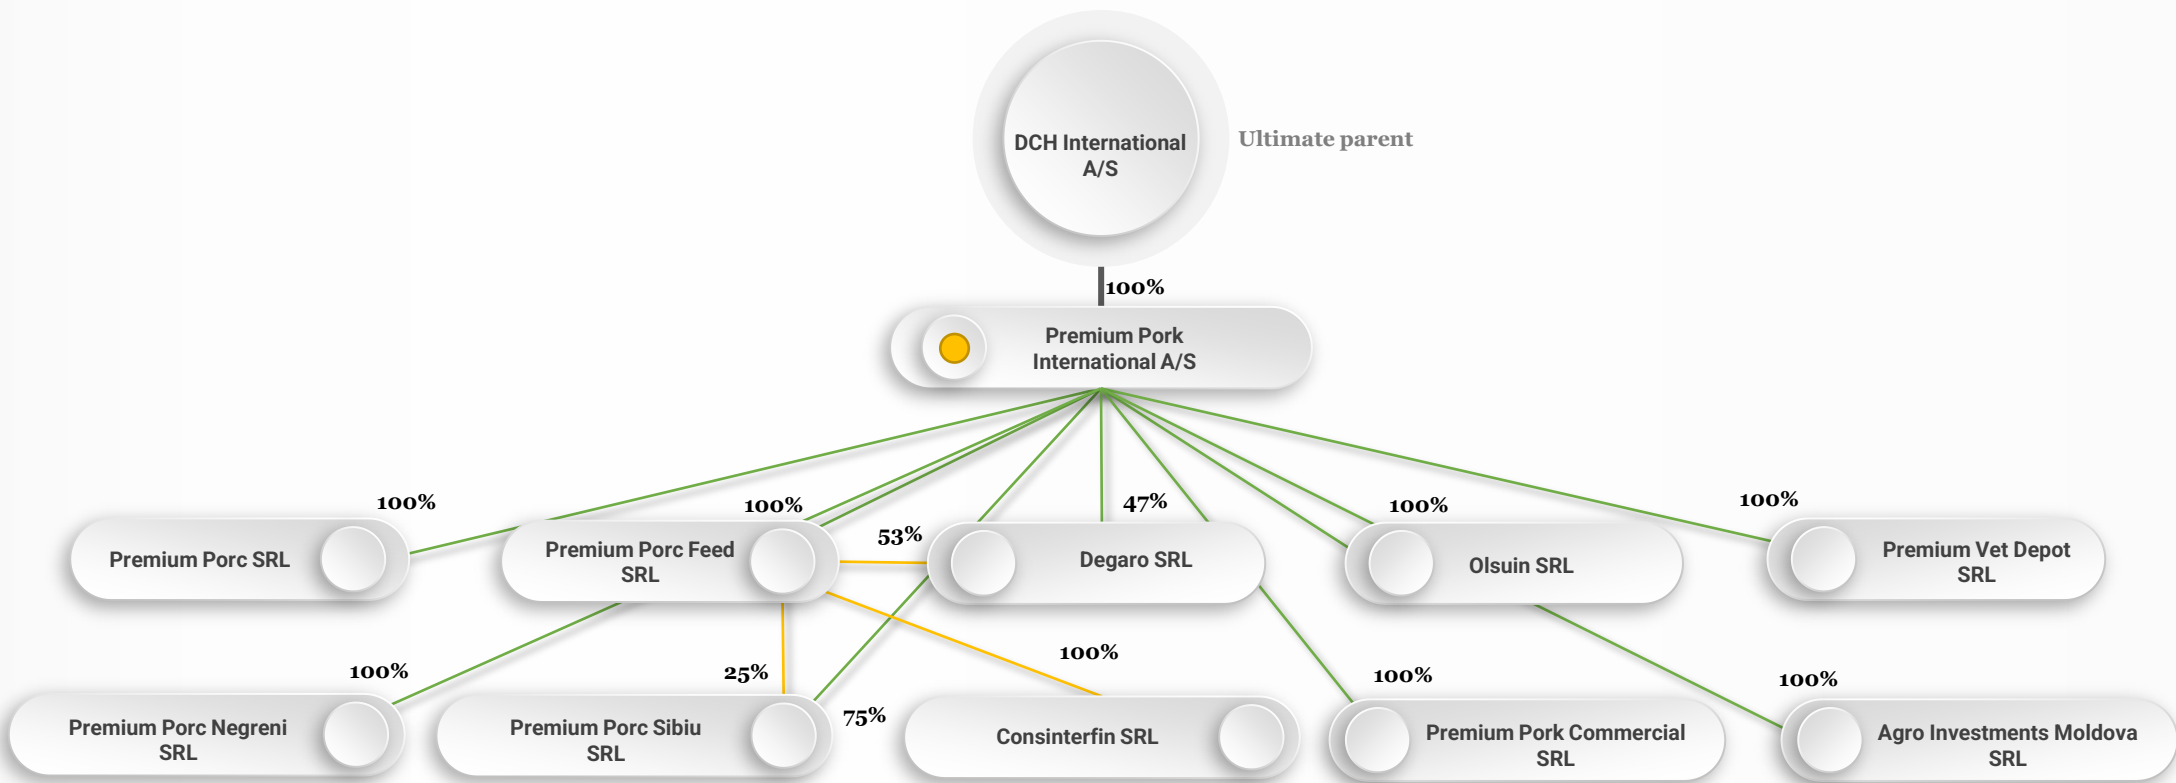 DCH International
A/S
Ultimate parent
100%
Premium Pork
International A/S
100%
100%
53%
47%
100%
100%
Premium Porc SRL
Premium Porc Feed
SRL
Degaro SRL
Olsuin SRL
Premium Vet Depot
SRL
100%
25%
75%
100%
100%
100%
Premium Porc Negreni
SRL
Premium Porc Sibiu
SRL
Consinterfin SRL
Premium Pork Commercial
SRL
Agro Investments Moldova
SRL